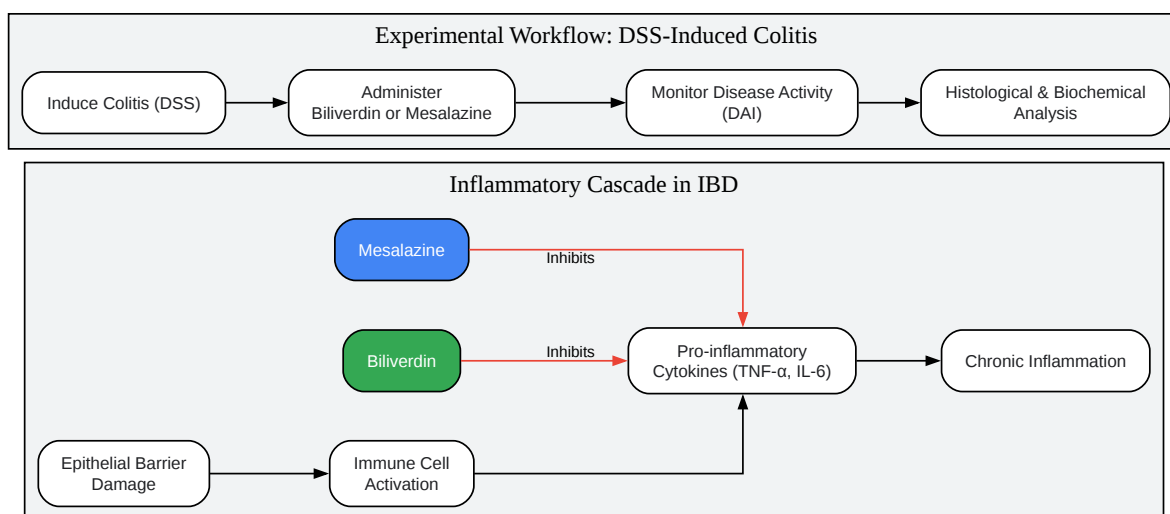 Experimental Workflow: DSS-Induced Colitis
Induce Colitis (DSS)
Administer
Biliverdin or Mesalazine
Monitor Disease Activity
(DAI)
Histological & Biochemical
Analysis
Inflammatory Cascade in IBD
Mesalazine
Inhibits
Biliverdin
Inhibits
Pro-inflammatory
Cytokines (TNF-α, IL-6)
Chronic Inflammation
Epithelial Barrier
Damage
Immune Cell
Activation